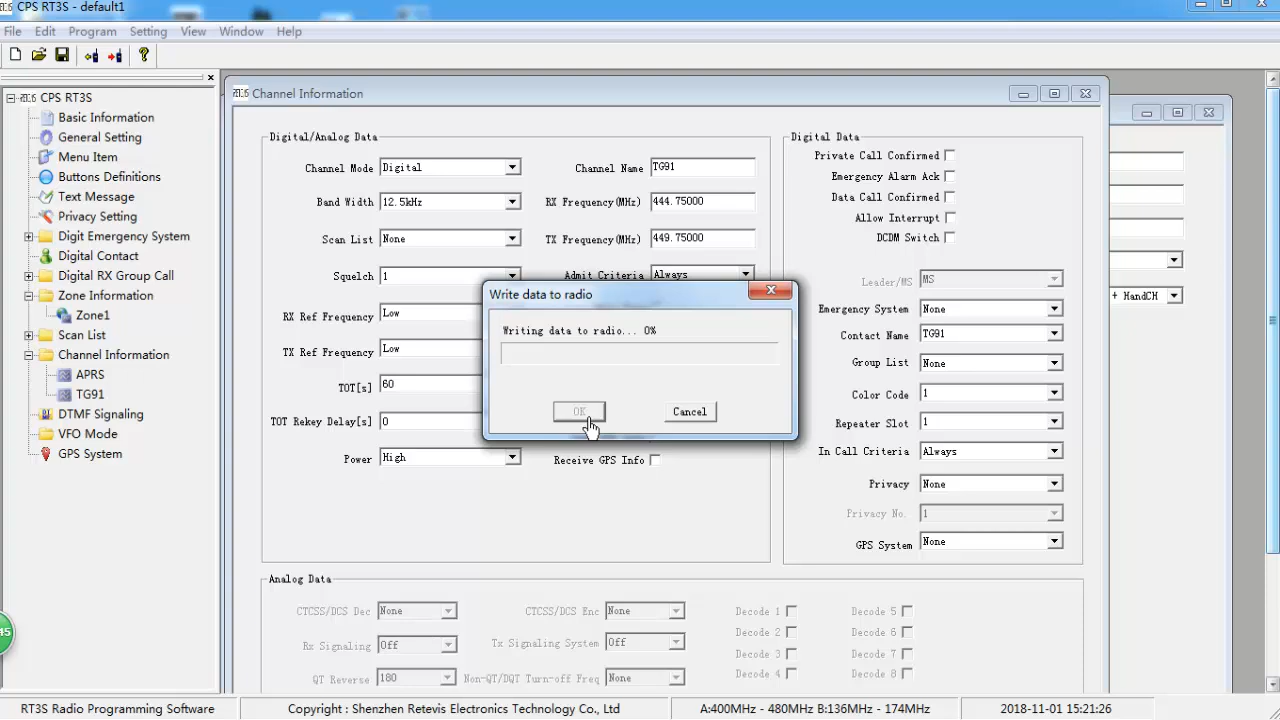 CPS RT3S - default1
File Edit Program Setting View Window Help
CPS RT3S
Basic Information
General Setting
Menu Item
Buttons Definitions
Text Message
Privacy Setting
Digit Emergency System
Digital Contact
Digital RX Group Call
Zone Information
Zone1
Scan List
Channel Information
APRS
TG91
DTMF Signaling
VFO Mode
GPS System
45
Channel Information
Digital/Analog Data
Channel Mode Digital Channel Name TG91
Band Width 12.5kHz RX Frequency(MHz) 444.75000
Scan List None TX Frequency(MHz) 449.75000
Squelch 1 Admit Criteria Always
RX Ref Frequency Low
TX Ref Frequency Low
TOT[s] 60
TOT Rekey Delay[s] 0
Power High Receive GPS Info
Write data to radio
Writing data to radio... 0%
OK Cancel
Digital Data
Private Call Confirmed
Emergency Alarm Ack
Data Call Confirmed
Allow Interrupt
DCDM Switch
Leader/MS MS
Emergency System None
Contact Name TG91
Group List None
Color Code 1
Repeater Slot 1
In Call Criteria Always
Privacy None
Privacy No. 1
GPS System None
+ HandCH
Analog Data
CTCSS/DCS Dec None CTCSS/DCS Enc None Decode 1 Decode 5
Rx Signaling Off Tx Signaling System Off Decode 2 Decode 6
Decode 3 Decode 7
QT Reverse 180 Non-QT/DQT Turn-off Freq None Decode 4 Decode 8
RT3S Radio Programming Software Copyright : Shenzhen Retevis Electronics Technology Co., Ltd A:400MHz - 480MHz B:136MHz - 174MHz 2018-11-01 15:21:26